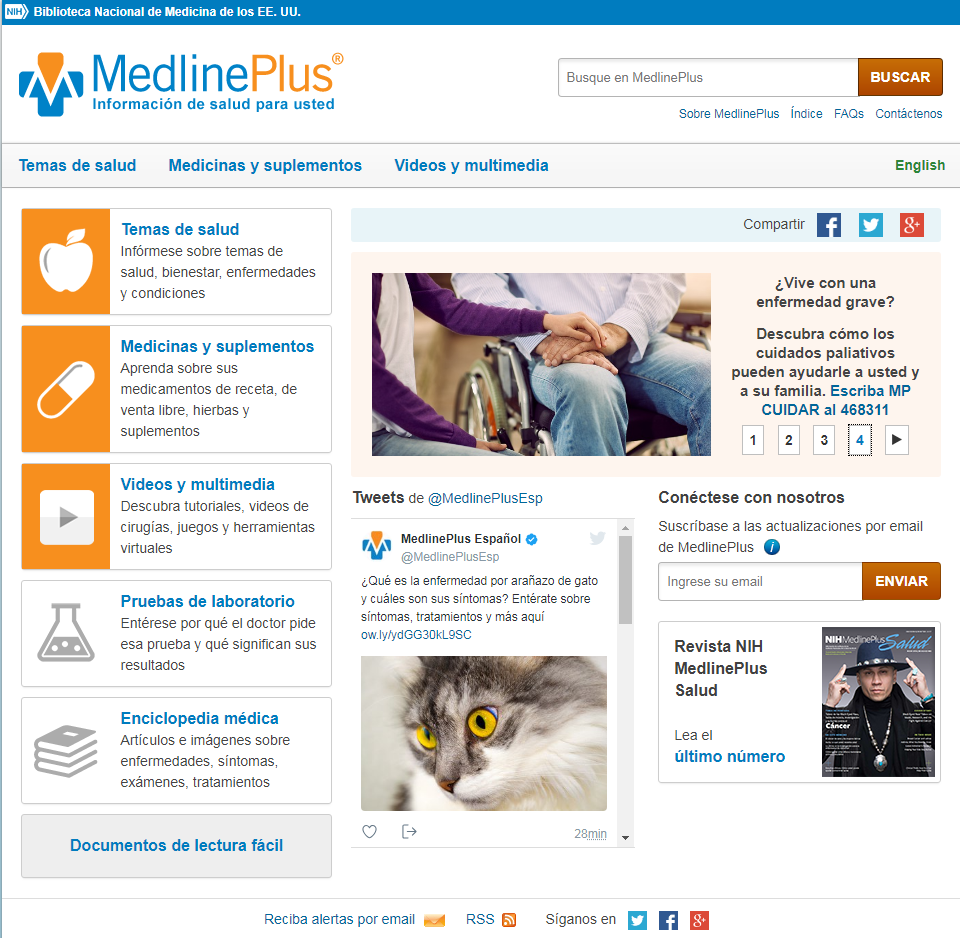 NIH Biblioteca Nacional de Medicina de los EE. UU.
MedlinePlus®
Información de salud para usted
Busque en MedlinePlus
BUSCAR
Sobre MedlinePlus Índice FAQs Contáctenos
Temas de salud Medicinas y suplementos Videos y multimedia English
Temas de salud
Infórmese sobre temas de
salud, bienestar, enfermedades
y condiciones
Medicinas y suplementos
Aprenda sobre sus
medicamentos de receta, de
venta libre, hierbas y
suplementos
Videos y multimedia
Descubra tutoriales, videos de
cirugías, juegos y herramientas
virtuales
Pruebas de laboratorio
Entérese por qué el doctor pide
esa prueba y qué significan sus
resultados
Enciclopedia médica
Artículos e imágenes sobre
enfermedades, síntomas,
exámenes, tratamientos
Documentos de lectura fácil
Compartir
¿Vive con una
enfermedad grave?
Descubra cómo los
cuidados paliativos
pueden ayudarle a usted y
a su familia. Escriba MP
CUIDAR al 468311
1 2 3 4
Tweets de @MedlinePlusEsp
MedlinePlus Español
@MedlinePlusEsp
¿Qué es la enfermedad por arañazo de gato
y cuáles son sus síntomas? Entérate sobre
síntomas, tratamientos y más aquí
ow.ly/ydGG30kL9SC
28min
Conéctese con nosotros
Suscríbase a las actualizaciones por email
de MedlinePlus
Ingrese su email
ENVIAR
Revista NIH
MedlinePlus
Salud
Lea el
último número
NIHMedlinePlus
Salud
Cáncer
Reciba alertas por email RSS Síganos en